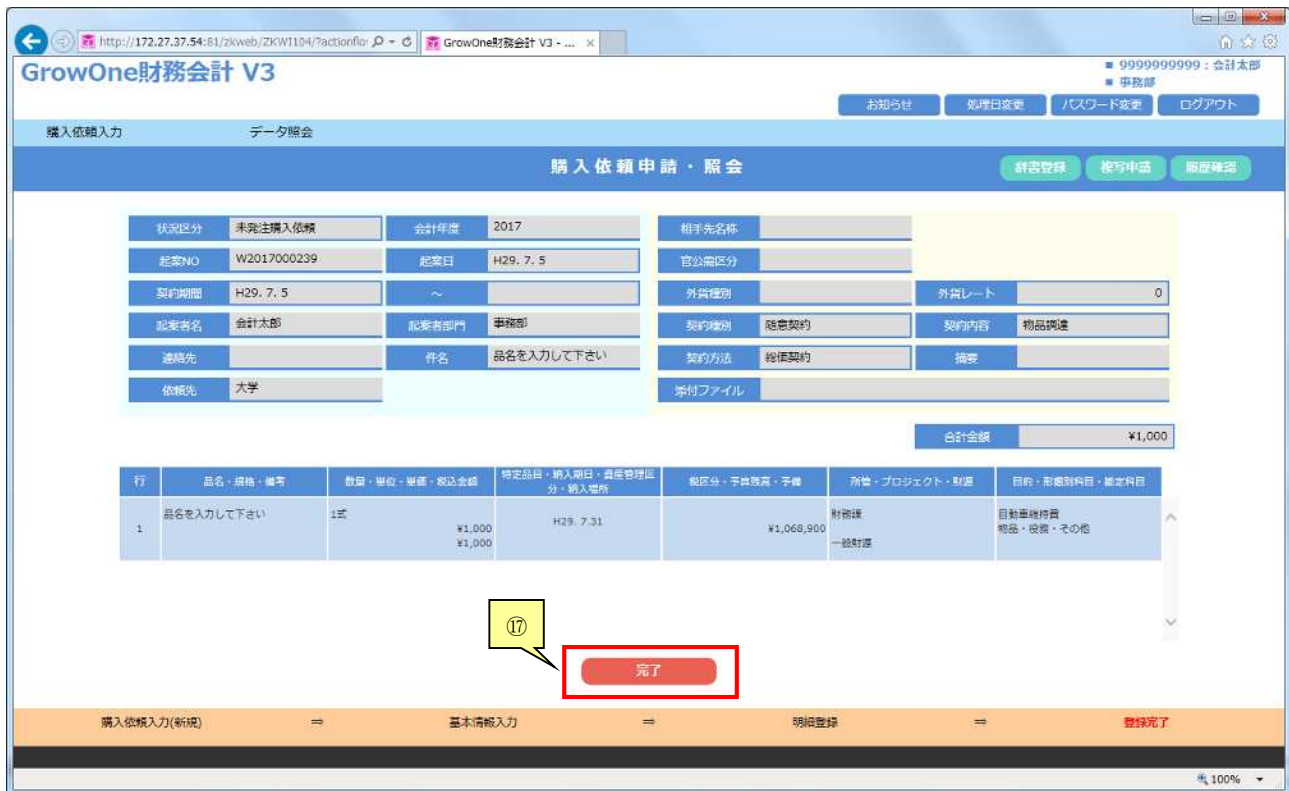 http://172.27.37.54:81/zkweb/ZKWI104/?actionflo
GrowOne財務会計 V3 - ...
GrowOne財務会計 V3
9999999999：会計太郎
事務部
お知らせ 処理日変更 パスワード変更 ログアウト
購入依頼入力 データ照会
購入依頼申請・照会 辞書登録 複写申請 履歴確認
状況区分 未発注購入依頼 会計年度 2017 相手先名称
起案NO W2017000239 起案日 H29. 7. 5 官公需区分
契約期間 H29. 7. 5 ～ 外貨種別 外貨レート 0
起案者名 会計太郎 起案者部門 事務部 契約種別 随意契約 契約内容 物品調達
連絡先 件名 品名を入力して下さい 契約方法 総価契約 摘要
依頼先 大学 添付ファイル
合計金額 ¥1,000
行 品名・規格・備考 数量・単位・単価・税込金額 特定品目・納入期日・資産管理区分・納入場所 税区分・予算残高・予備 所管・プロジェクト・財源 目的・形態別科目・勘定科目
1 品名を入力して下さい 1式 ¥1,000 ¥1,000 H29. 7.31 ¥1,068,900 財務課 一般財源 自動車維持費 物品・役務・その他
⑰
完了
購入依頼入力(新規) ⇒ 基本情報入力 ⇒ 明細登録 ⇒ 登録完了
100%